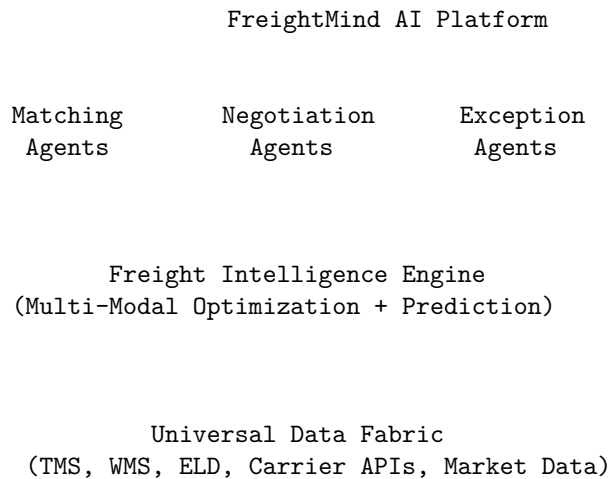 FreightMind AI Platform
Matching Negotiation Exception
Agents Agents Agents
Freight Intelligence Engine
(Multi-Modal Optimization + Prediction)
Universal Data Fabric
(TMS, WMS, ELD, Carrier APIs, Market Data)